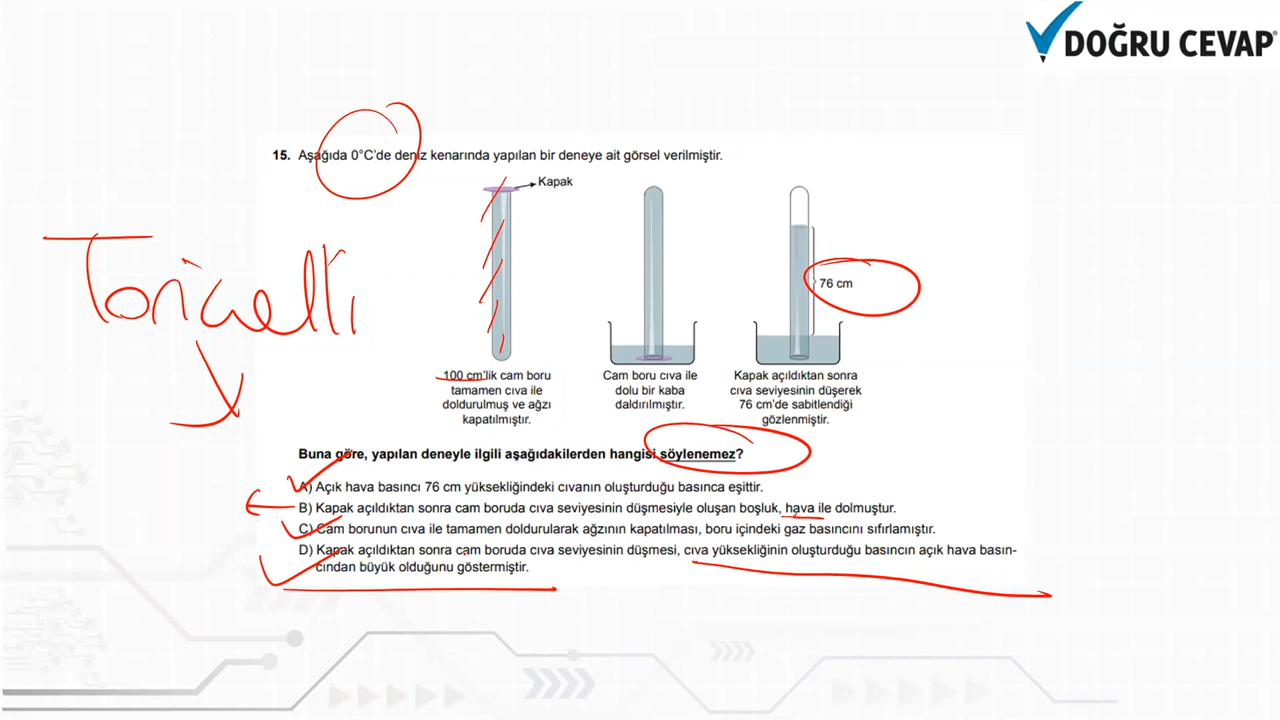 DOĞRU CEVAP
15. Aşağıda 0°C'de deniz kenarında yapılan bir deneye ait görsel verilmiştir.
Kapak
76 cm
Toricelli
100 cm'lik cam boru
tamamen cıva ile
doldurulmuş ve ağzı
kapatılmıştır.
Cam boru cıva ile
dolu bir kaba
daldırılmıştır.
Kapak açıldıktan sonra
cıva seviyesinin düşerek
76 cm'de sabitlendiği
gözlenmiştir.
Buna göre, yapılan deneyle ilgili aşağıdakilerden hangisi söylenemez?
A) Açık hava basıncı 76 cm yüksekliğindeki cıvanın oluşturduğu basınca eşittir.
B) Kapak açıldıktan sonra cam boruda cıva seviyesinin düşmesiyle oluşan boşluk, hava ile dolmuştur.
C) Cam borunun cıva ile tamamen doldurularak ağzının kapatılması, boru içindeki gaz basıncını sıfırlamıştır.
D) Kapak açıldıktan sonra cam boruda cıva seviyesinin düşmesi, cıva yüksekliğinin oluşturduğu basıncın açık hava basın-
cından büyük olduğunu göstermiştir.